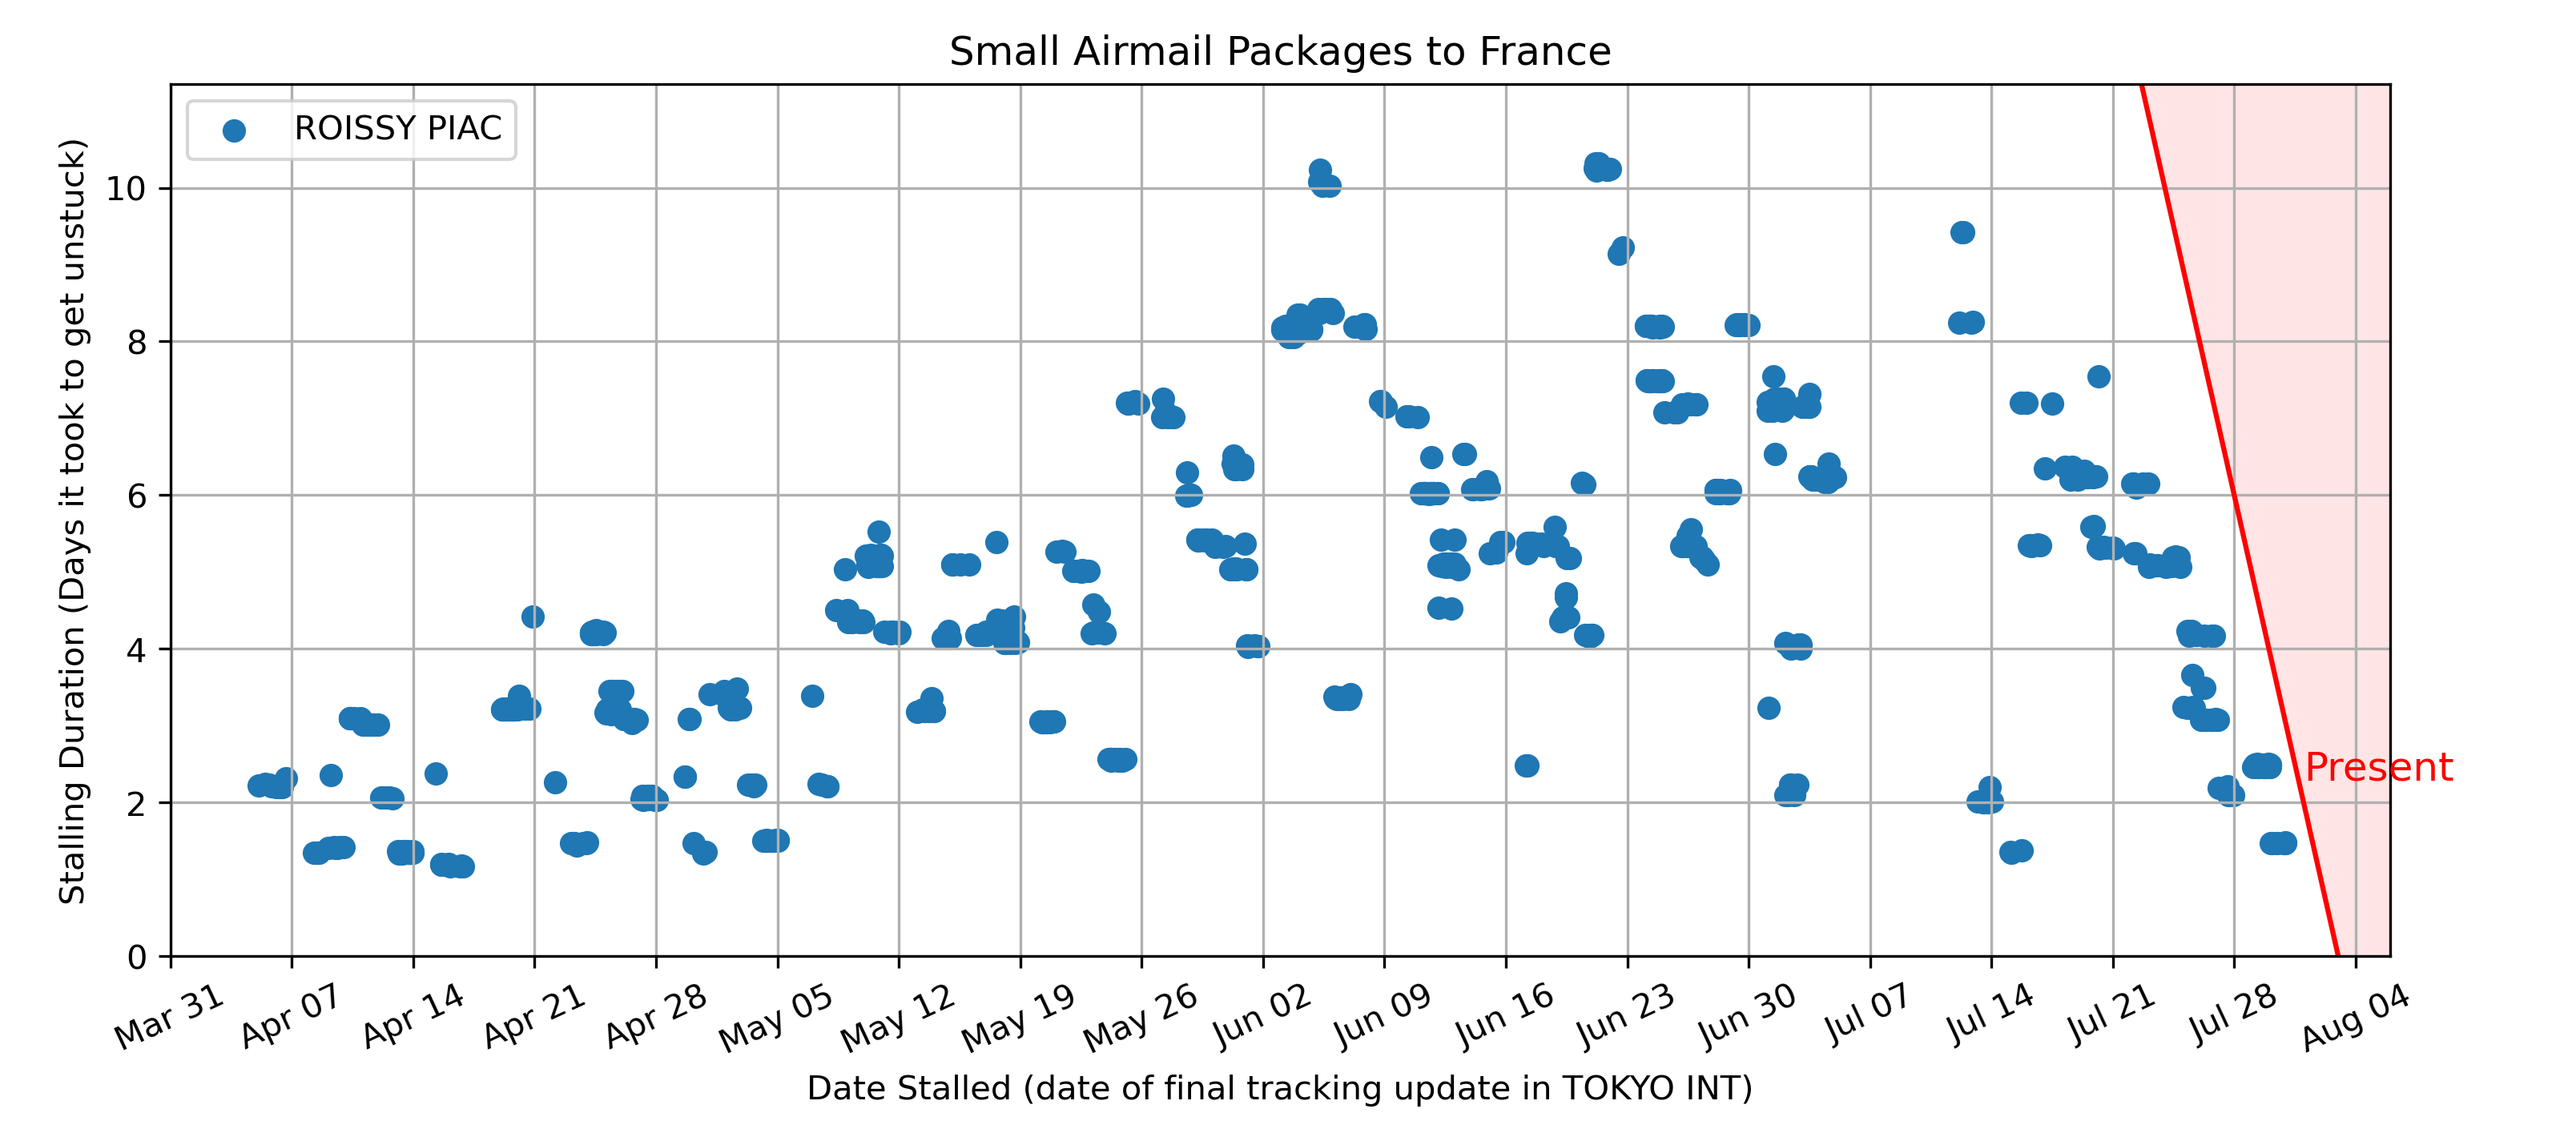 Small Airmail Packages to France
ROISSY PIAC
Stalling Duration (Days it took to get unstuck)
10
8
6
4
2
0
Present
Mar 31
Apr 07
Apr 14
Apr 21
Apr 28
May 05
May 12
May 19
May 26
Jun 02
Jun 09
Jun 16
Jun 23
Jun 30
Jul 07
Jul 14
Jul 21
Jul 28
Aug 04
Date Stalled (date of final tracking update in TOKYO INT)